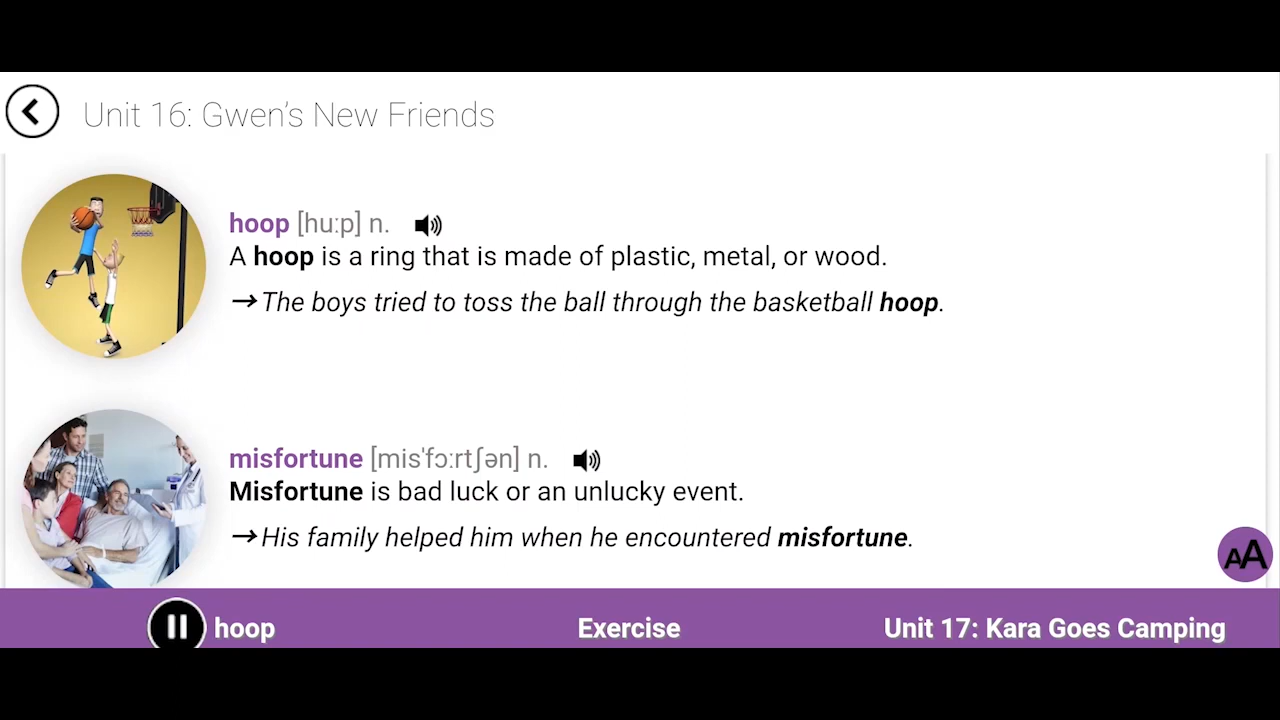 Unit 16: Gwen's New Friends
hoop [huːp] n.
A hoop is a ring that is made of plastic, metal, or wood.
→ The boys tried to toss the ball through the basketball hoop.
misfortune [misˈfɔːrtʃən] n.
Misfortune is bad luck or an unlucky event.
→ His family helped him when he encountered misfortune.
AA
hoop Exercise Unit 17: Kara Goes Camping